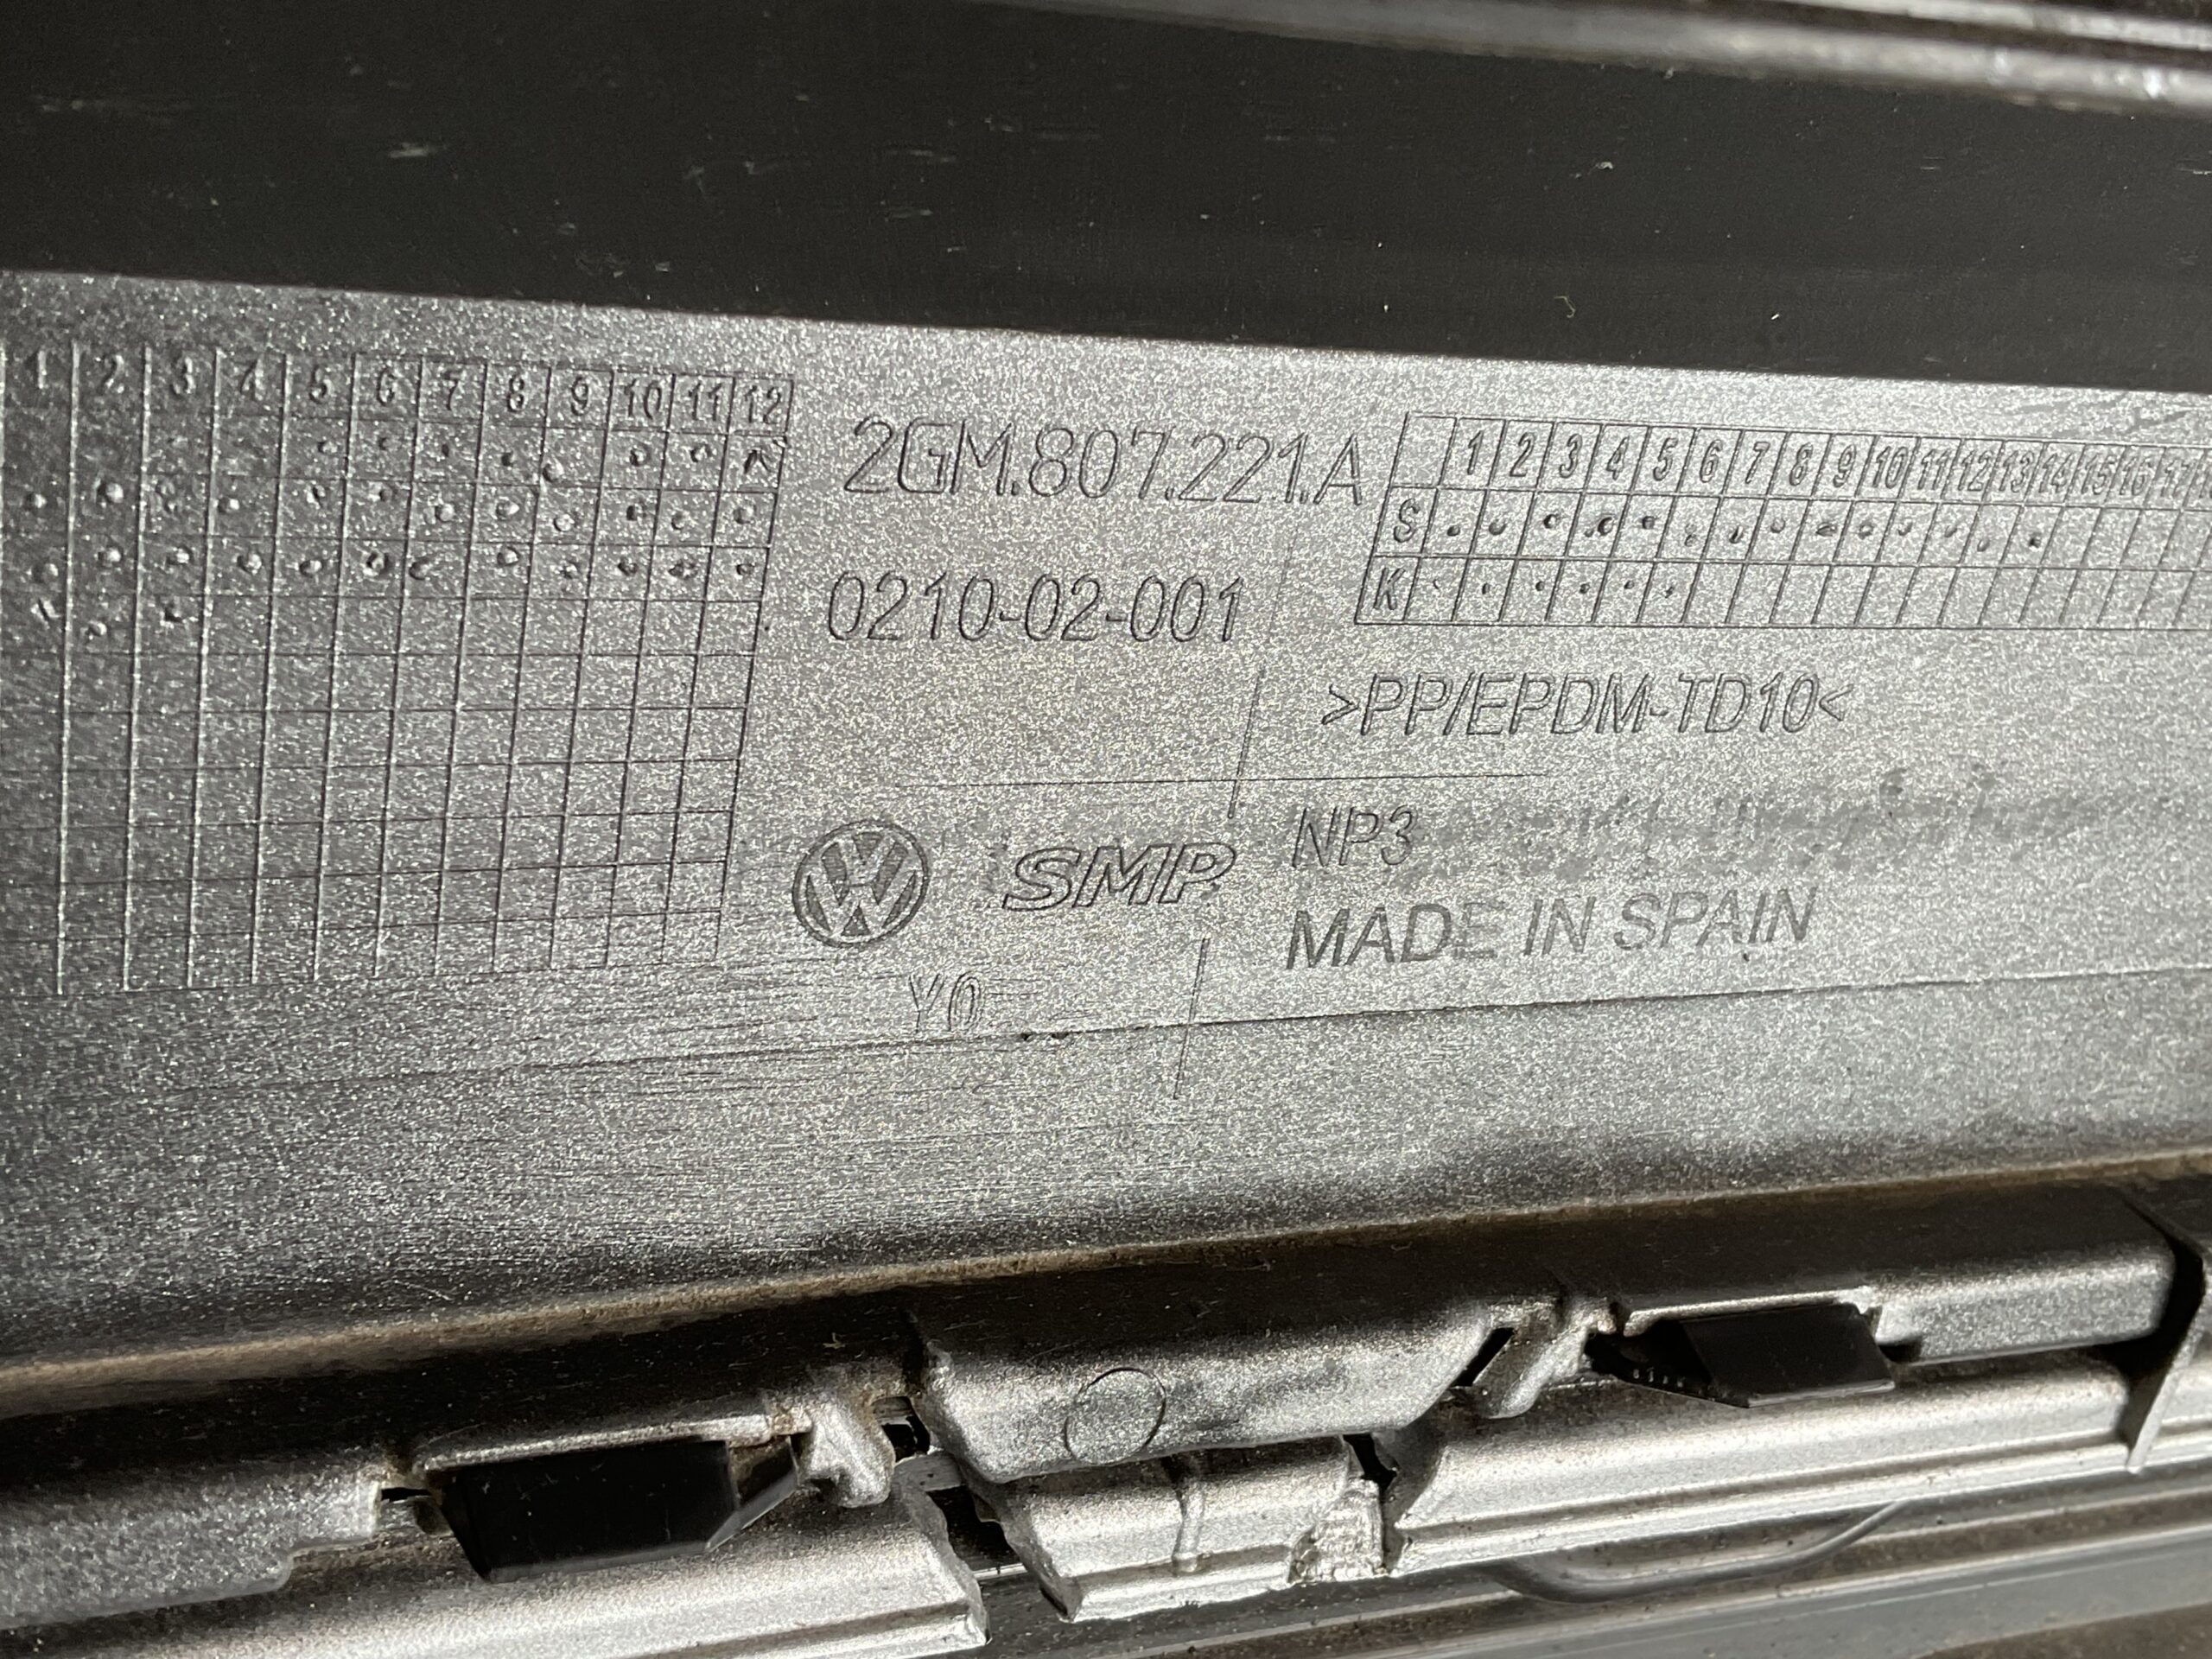 1 2 3 4 5 6 7 8 9 10 11 12
2GM.807.221.A
0210-02-001
1 2 3 4 5 6 7 8 9 10 11 12 13 14 15 16 17
S
K
>PP/EPDM-TD10<
VW SMP
NP3
MADE IN SPAIN
Y0